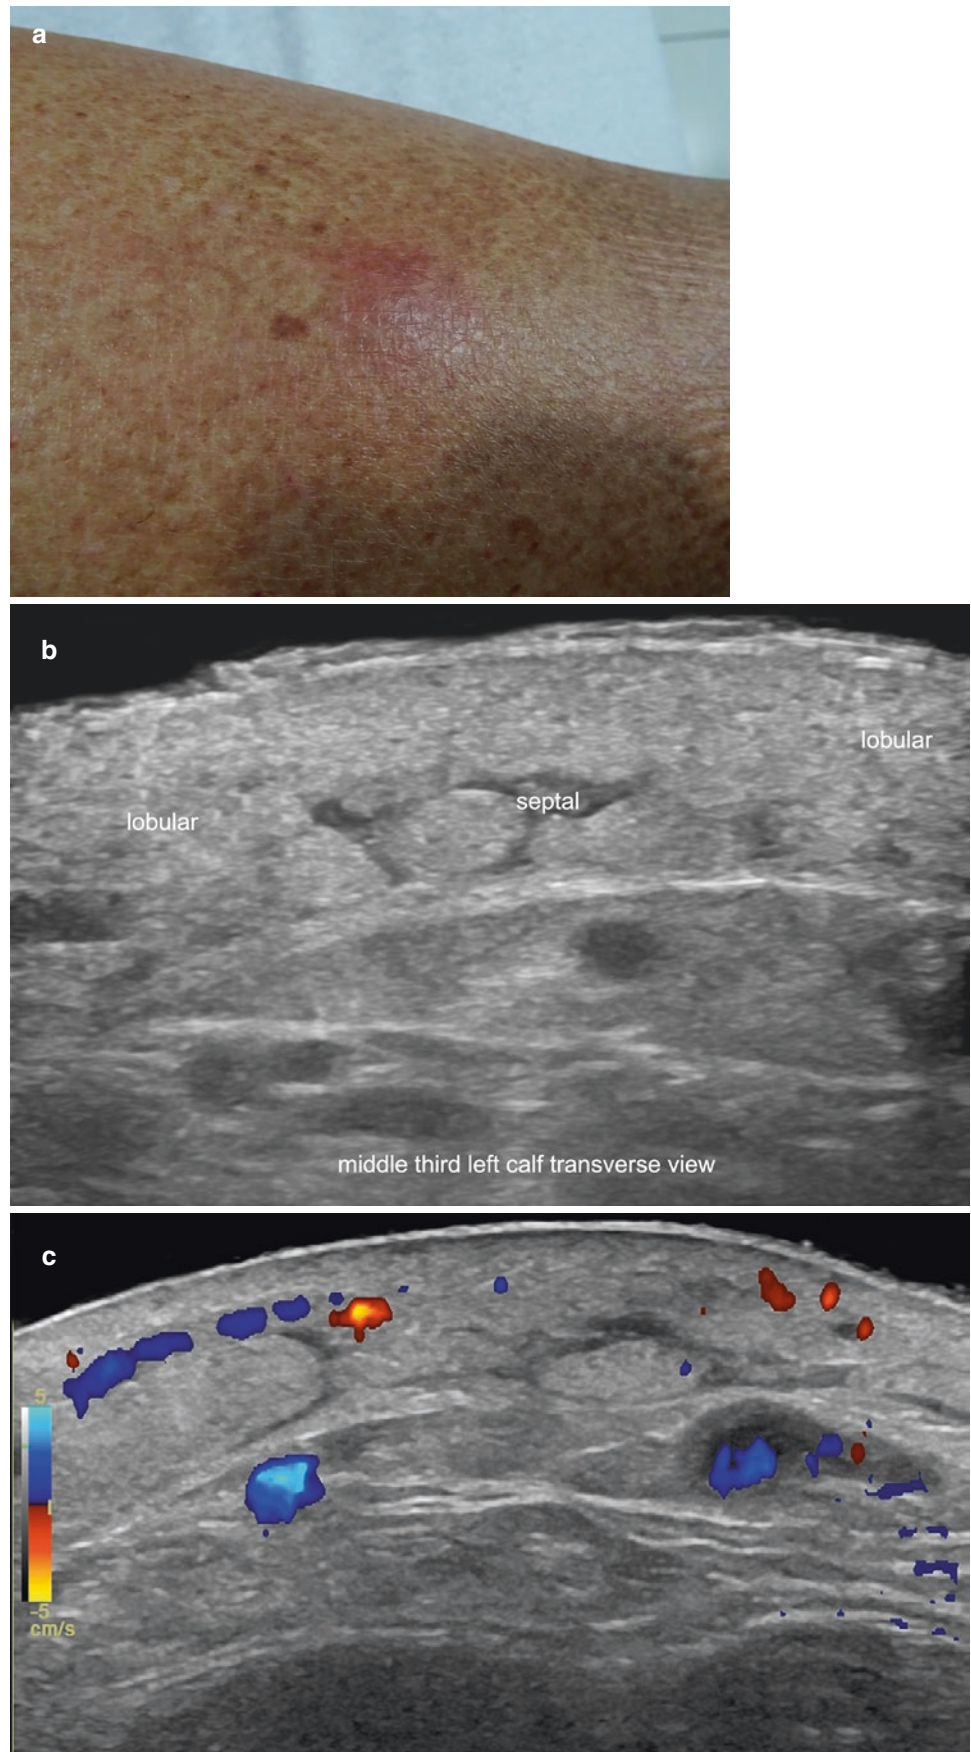 a
b
lobular
septal
lobular
middle third left calf transverse view
c
5
-5
cm/s